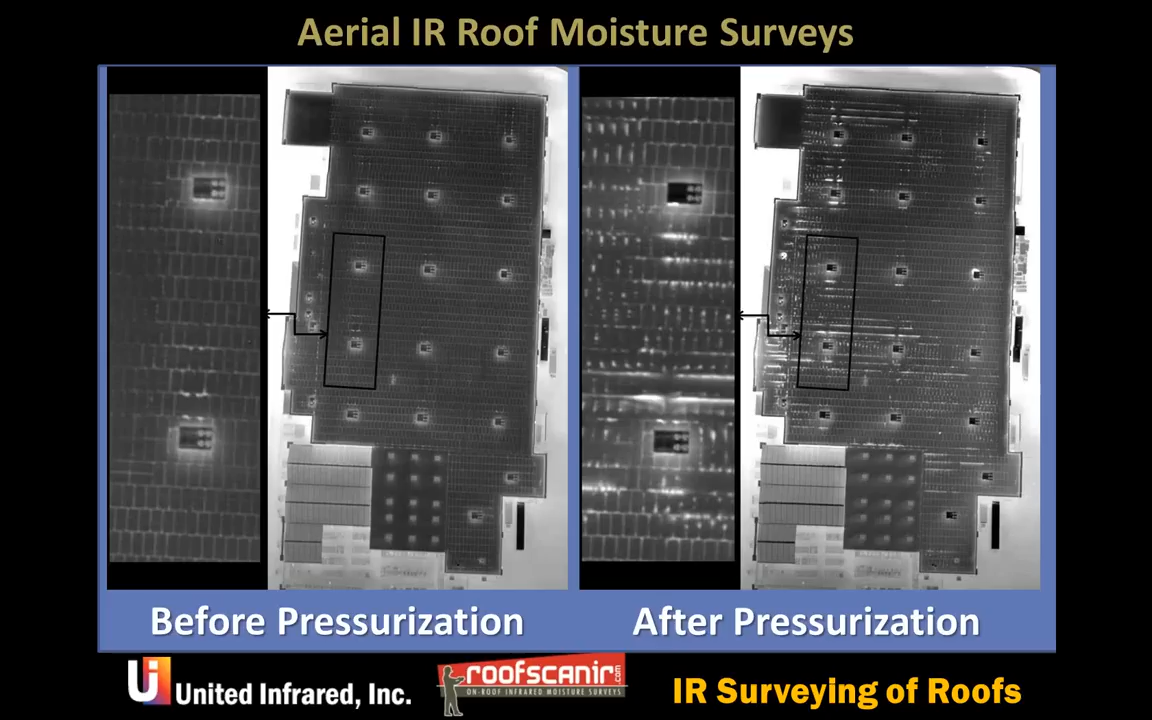 Aerial IR Roof Moisture Surveys
Before Pressurization
After Pressurization
Ui
United Infrared, Inc.
roofscanir.com
ON-ROOF INFRARED MOISTURE SURVEYS
IR Surveying of Roofs